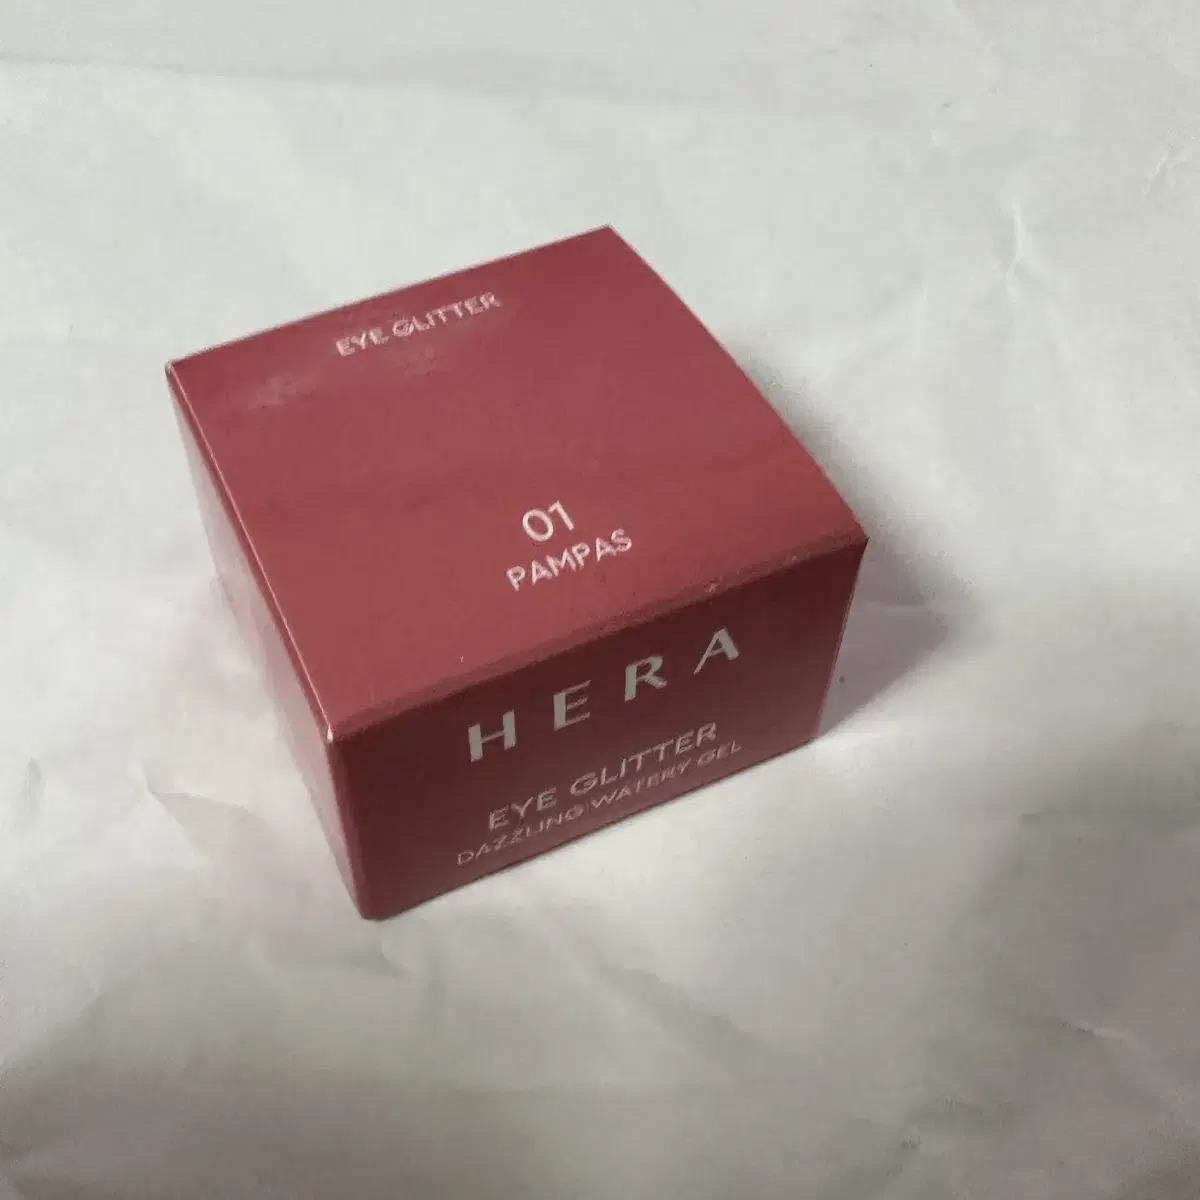 EYE GLITTER
01
PAMPAS
HERA
EYE GLITTER
DAZZLING WATERY GEL